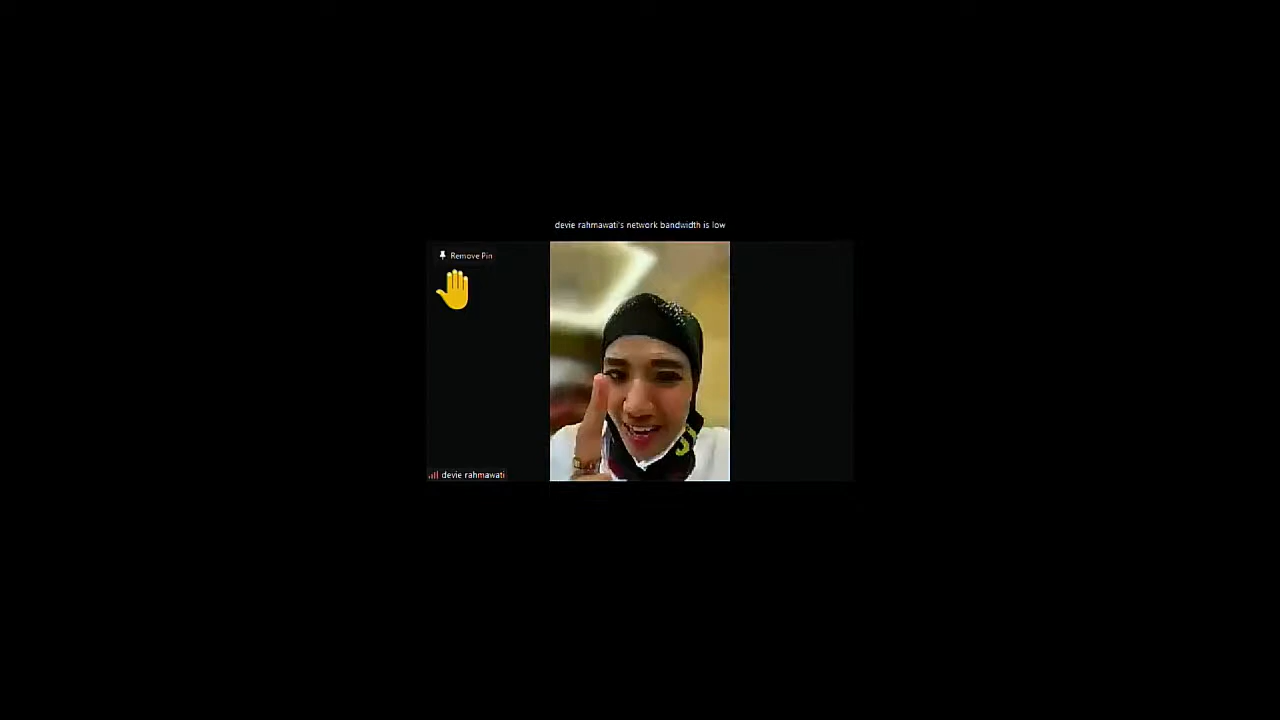 devie rahmawati's network bandwidth is low
Remove Pin
devie rahmawati